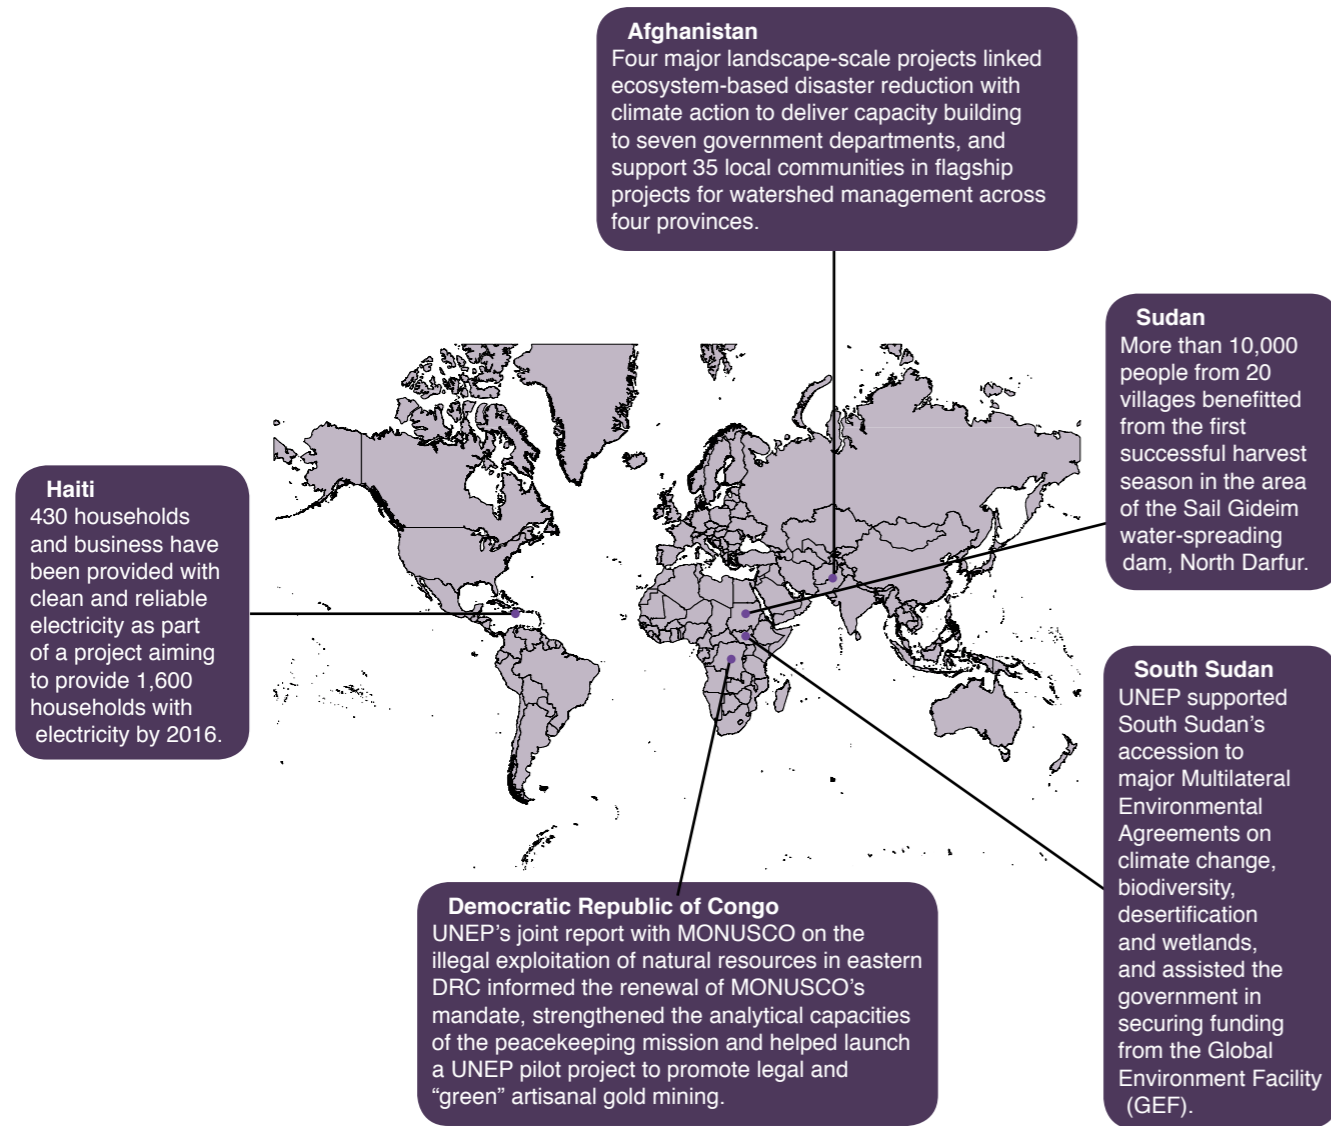 Afghanistan
Four major landscape-scale projects linked
ecosystem-based disaster reduction with
climate action to deliver capacity building
to seven government departments, and
support 35 local communities in flagship
projects for watershed management across
four provinces.
Sudan
More than 10,000
people from 20
villages benefitted
from the first
successful harvest
season in the area
of the Sail Gideim
water-spreading
dam, North Darfur.
Haiti
430 households
and business have
been provided with
clean and reliable
electricity as part
of a project aiming
to provide 1,600
households with
electricity by 2016.
South Sudan
UNEP supported
South Sudan’s
accession to
major Multilateral
Environmental
Agreements on
climate change,
biodiversity,
desertification
and wetlands,
and assisted the
government in
securing funding
from the Global
Environment Facility
(GEF).
Democratic Republic of Congo
UNEP’s joint report with MONUSCO on the
illegal exploitation of natural resources in eastern
DRC informed the renewal of MONUSCO’s
mandate, strengthened the analytical capacities
of the peacekeeping mission and helped launch
a UNEP pilot project to promote legal and
“green” artisanal gold mining.